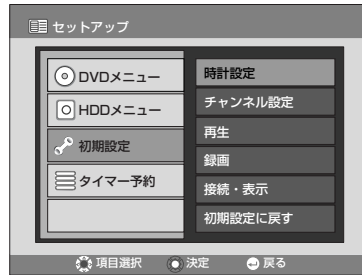 セットアップ
DVDメニュー
HDDメニュー
初期設定
タイマー予約
時計設定
チャンネル設定
再生
録画
接続・表示
初期設定に戻す
項目選択 決定 戻る